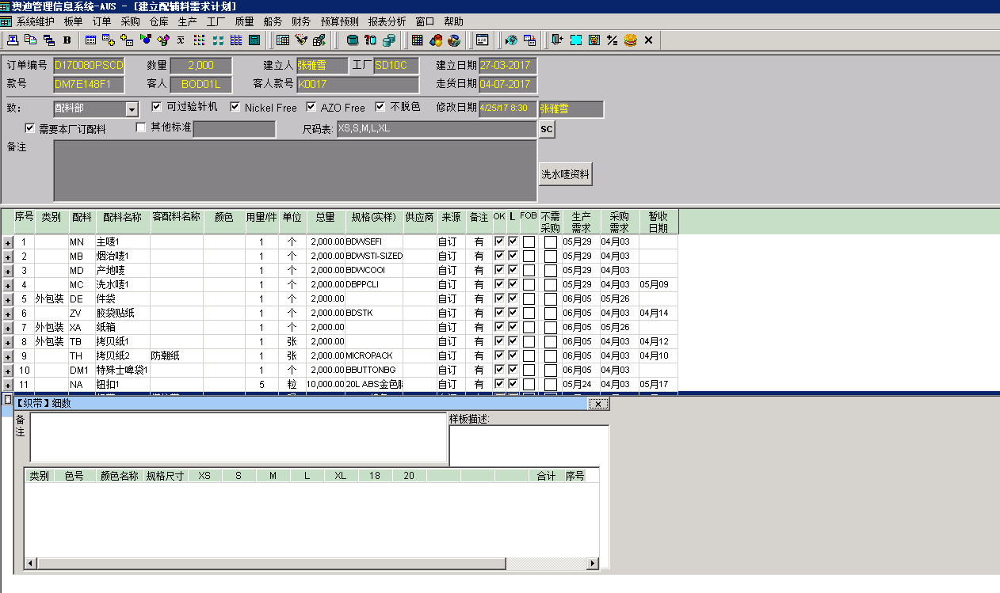 澳迪管理信息系统-AUS - [建立配辅料需求计划]
系统维护 板单 订单 采购 仓库 生产 工厂 质量 船务 财务 预算预测 报表分析 窗口 帮助
订单编号 D170080PSCD 数量 2,000 建立人 张雅雪 工厂 SD10C 建立日期 27-03-2017
款号 DM7E148F1 客人 BOD01L 客人款号 K0017 走货日期 04-07-2017
致: 配料部 可过验针机 Nickel Free AZO Free 不脱色 修改日期 4/25/17 8:30 张雅雪
需要本厂订配料 其他标准 尺码表: XS,S,M,L,XL SC
备注
洗水唛资料
序号 类别 配料 配料名称 客配料名称 颜色 用量/件 单位 总量 规格(实样) 供应商 来源 备注 OK L FOB 不需采购 生产需求 采购需求 暂收日期
1 MN 主唛1 1 个 2,000.00 BDWSEFI 自订 有 05月29 04月03
2 MB 烟治唛1 1 个 2,000.00 BDWSTI-SIZED 自订 有 05月29 04月03
3 MD 产地唛 1 个 2,000.00 BDWCOOI 自订 有 05月29 04月03
4 MC 洗水唛1 1 个 2,000.00 DBPPCLI 自订 有 05月29 04月03 05月09
5 外包装 DE 件袋 1 个 2,000.00 自订 有 06月05 05月26
6 ZV 胶袋贴纸 1 个 2,000.00 BDSTK 自订 有 06月05 04月03 04月14
7 外包装 XA 纸箱 1 个 2,000.00 自订 有 06月05 05月26
8 外包装 TB 拷贝纸1 1 张 2,000.00 自订 有 06月05 04月03 04月12
9 TH 拷贝纸2 防潮纸 1 张 2,000.00 MICROPACK 自订 有 06月05 04月03 04月10
10 DM1 特殊士啤袋1 1 个 2,000.00 BBUTTONBG 自订 有 06月05 04月03
11 NA 钮扣1 5 粒 10,000.00 20L ABS金色 自订 有 05月24 04月03 05月17
【织带】细数
备注
样板描述:
类别 色号 颜色名称 规格尺寸 XS S M L XL 18 20 合计 序号